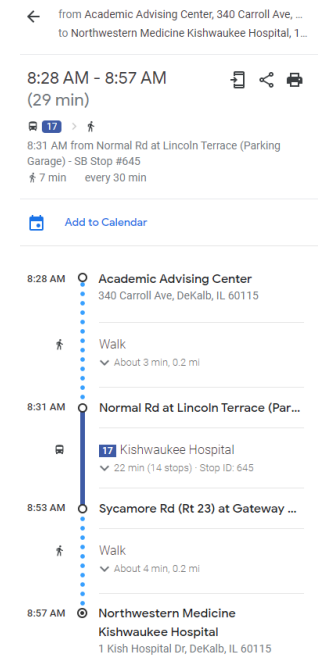 from Academic Advising Center, 340 Carroll Ave, ...
to Northwestern Medicine Kishwaukee Hospital, 1...
8:28 AM - 8:57 AM
(29 min)
17
8:31 AM from Normal Rd at Lincoln Terrace (Parking
Garage) - SB Stop #645
7 min every 30 min
Add to Calendar
8:28 AM Academic Advising Center
340 Carroll Ave, DeKalb, IL 60115
Walk
About 3 min, 0.2 mi
8:31 AM Normal Rd at Lincoln Terrace (Par...
17 Kishwaukee Hospital
22 min (14 stops) · Stop ID: 645
8:53 AM Sycamore Rd (Rt 23) at Gateway ...
Walk
About 4 min, 0.2 mi
8:57 AM Northwestern Medicine
Kishwaukee Hospital
1 Kish Hospital Dr, DeKalb, IL 60115